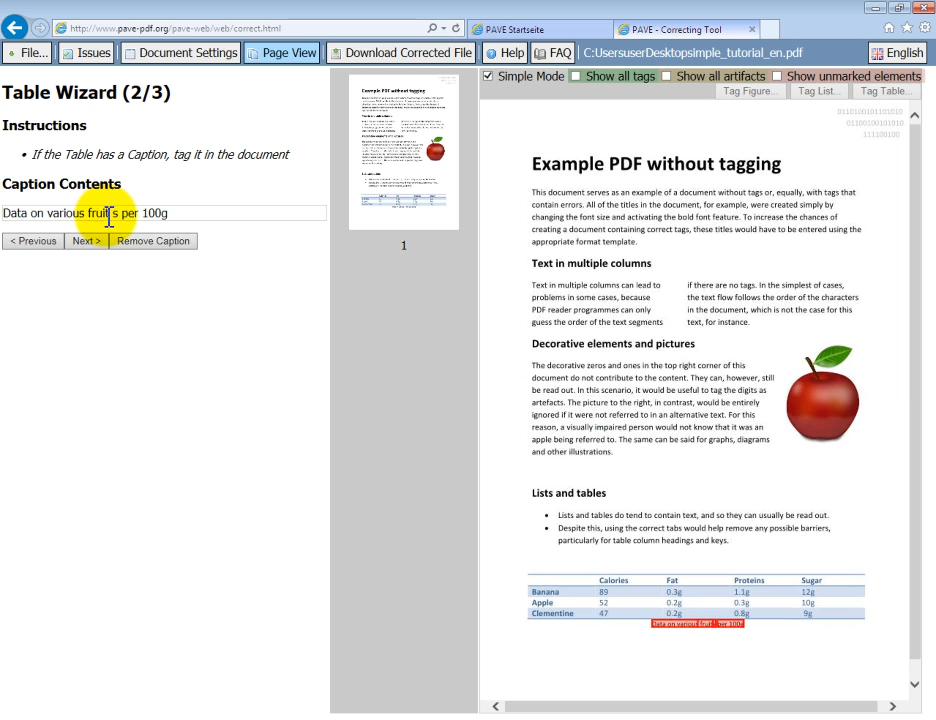 http://www.pave-pdf.org/pave-web/web/correct.html
PAVE Startseite
PAVE - Correcting Tool
File...
Issues
Document Settings
Page View
Download Corrected File
Help
FAQ
C:UsersuserDesktopsimple_tutorial_en.pdf
English
Table Wizard (2/3)
Instructions
• If the Table has a Caption, tag it in the document
Caption Contents
Data on various fruit s per 100g
< Previous
Next >
Remove Caption
Example PDF without tagging
1
Simple Mode
Show all tags
Show all artifacts
Show unmarked elements
Tag Figure...
Tag List...
Tag Table...
0110100101101010
01100100101010
111100100
Example PDF without tagging
This document serves as an example of a document without tags or, equally, with tags that
contain errors. All of the titles in the document, for example, were created simply by
changing the font size and activating the bold font feature. To increase the chances of
creating a document containing correct tags, these titles would have to be entered using the
appropriate format template.
Text in multiple columns
Text in multiple columns can lead to
problems in some cases, because
PDF reader programmes can only
guess the order of the text segments
if there are no tags. In the simplest of cases,
the text flow follows the order of the characters
in the document, which is not the case for this
text, for instance.
Decorative elements and pictures
The decorative zeros and ones in the top right corner of this
document do not contribute to the content. They can, however, still
be read out. In this scenario, it would be useful to tag the digits as
artefacts. The picture to the right, in contrast, would be entirely
ignored if it were not referred to in an alternative text. For this
reason, a visually impaired person would not know that it was an
apple being referred to. The same can be said for graphs, diagrams
and other illustrations.
Lists and tables
• Lists and tables do tend to contain text, and so they can usually be read out.
• Despite this, using the correct tabs would help remove any possible barriers,
particularly for table column headings and keys.
Calories Fat Proteins Sugar
Banana 89 0.3g 1.1g 12g
Apple 52 0.2g 0.3g 10g
Clementine 47 0.2g 0.8g 9g
Data on various fruit s per 100g